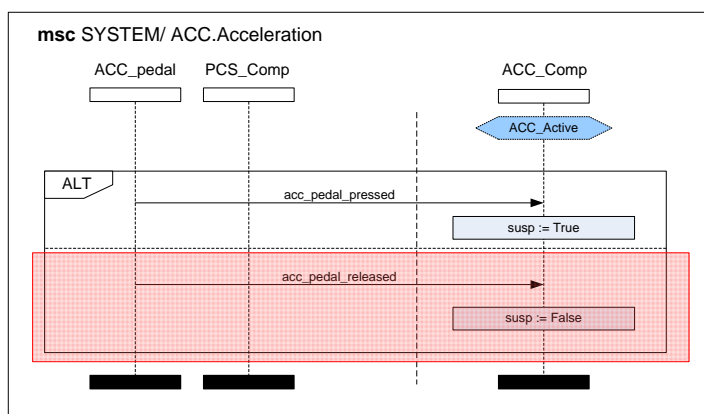 msc SYSTEM/ ACC.Acceleration
ACC_pedal PCS_Comp ACC_Comp
ACC_Active
ALT
acc_pedal_pressed
susp := True
acc_pedal_released
susp := False